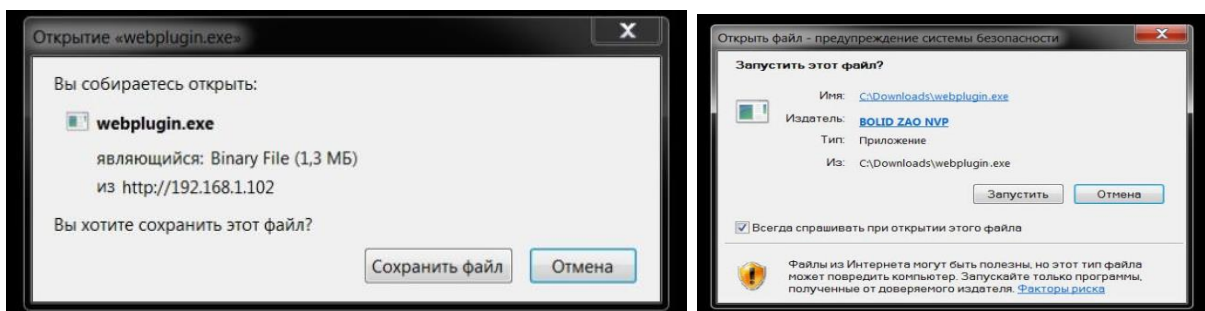 Открытие «webplugin.exe»
Вы собираетесь открыть:
webplugin.exe
являющийся: Binary File (1,3 МБ)
из http://192.168.1.102
Вы хотите сохранить этот файл?
Сохранить файл
Отмена
Открыть файл - предупреждение системы безопасности
Запустить этот файл?
Имя: C:\Downloads\webplugin.exe
Издатель: BOLID ZAO NVP
Тип: Приложение
Из: C:\Downloads\webplugin.exe
Запустить
Отмена
Всегда спрашивать при открытии этого файла
Файлы из Интернета могут быть полезны, но этот тип файла
может повредить компьютер. Запускайте только программы,
полученные от доверяемого издателя. Факторы риска